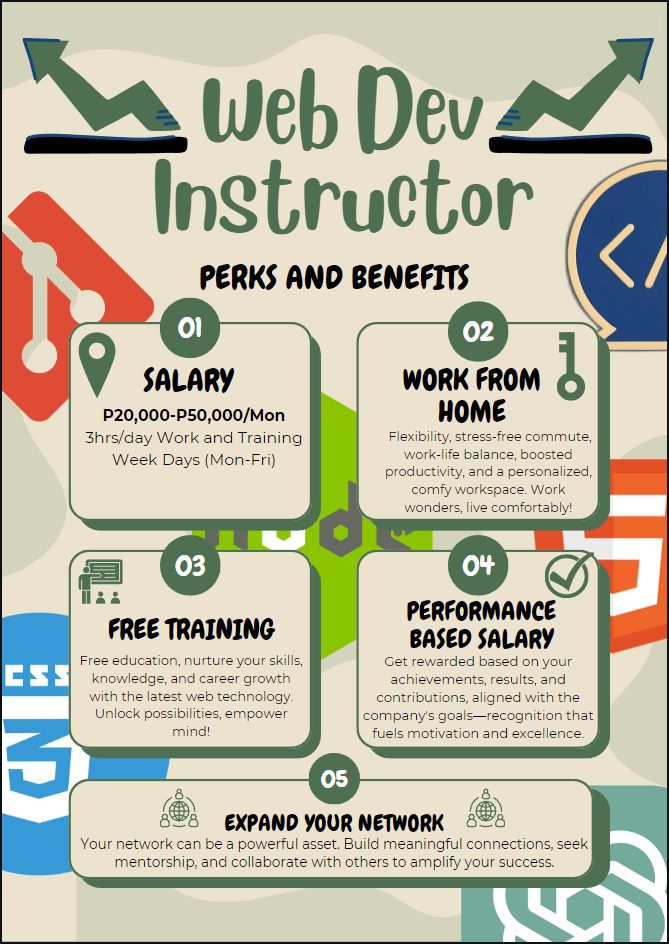 Web Dev
Instructor
PERKS AND BENEFITS
01
SALARY
P20,000-P50,000/Mon
3hrs/day Work and Training
Week Days (Mon-Fri)
02
WORK FROM
HOME
Flexibility, stress-free commute,
work-life balance, boosted
productivity, and a personalized,
comfy workspace. Work
wonders, live comfortably!
03
FREE TRAINING
Free education, nurture your skills,
knowledge, and career growth
with the latest web technology.
Unlock possibilities, empower
mind!
04
PERFORMANCE
BASED SALARY
Get rewarded based on your
achievements, results, and
contributions, aligned with the
company's goals—recognition that
fuels motivation and excellence.
05
EXPAND YOUR NETWORK
Your network can be a powerful asset. Build meaningful connections, seek
mentorship, and collaborate with others to amplify your success.